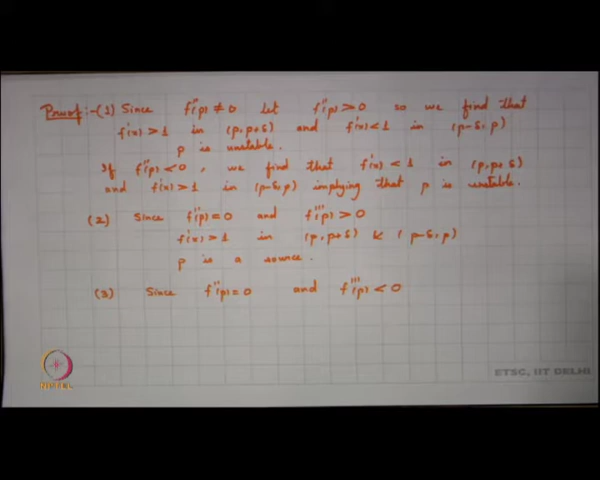 Proof:-(1) Since f''(p) ≠ 0 let f''(p) > 0 so we find that
f'(x) > 1 in (p, p+δ) and f'(x) < 1 in (p-δ, p)
p is unstable.
If f''(p) < 0, we find that f'(x) < 1 in (p, p+δ)
and f'(x) > 1 in (p-δ, p) implying that p is unstable.
(2) Since f''(p) = 0 and f'''(p) > 0
f'(x) > 1 in (p, p+δ) & (p-δ, p)
p is a source.
(3) Since f''(p) = 0 and f'''(p) < 0
ETSC, IIT DELHI